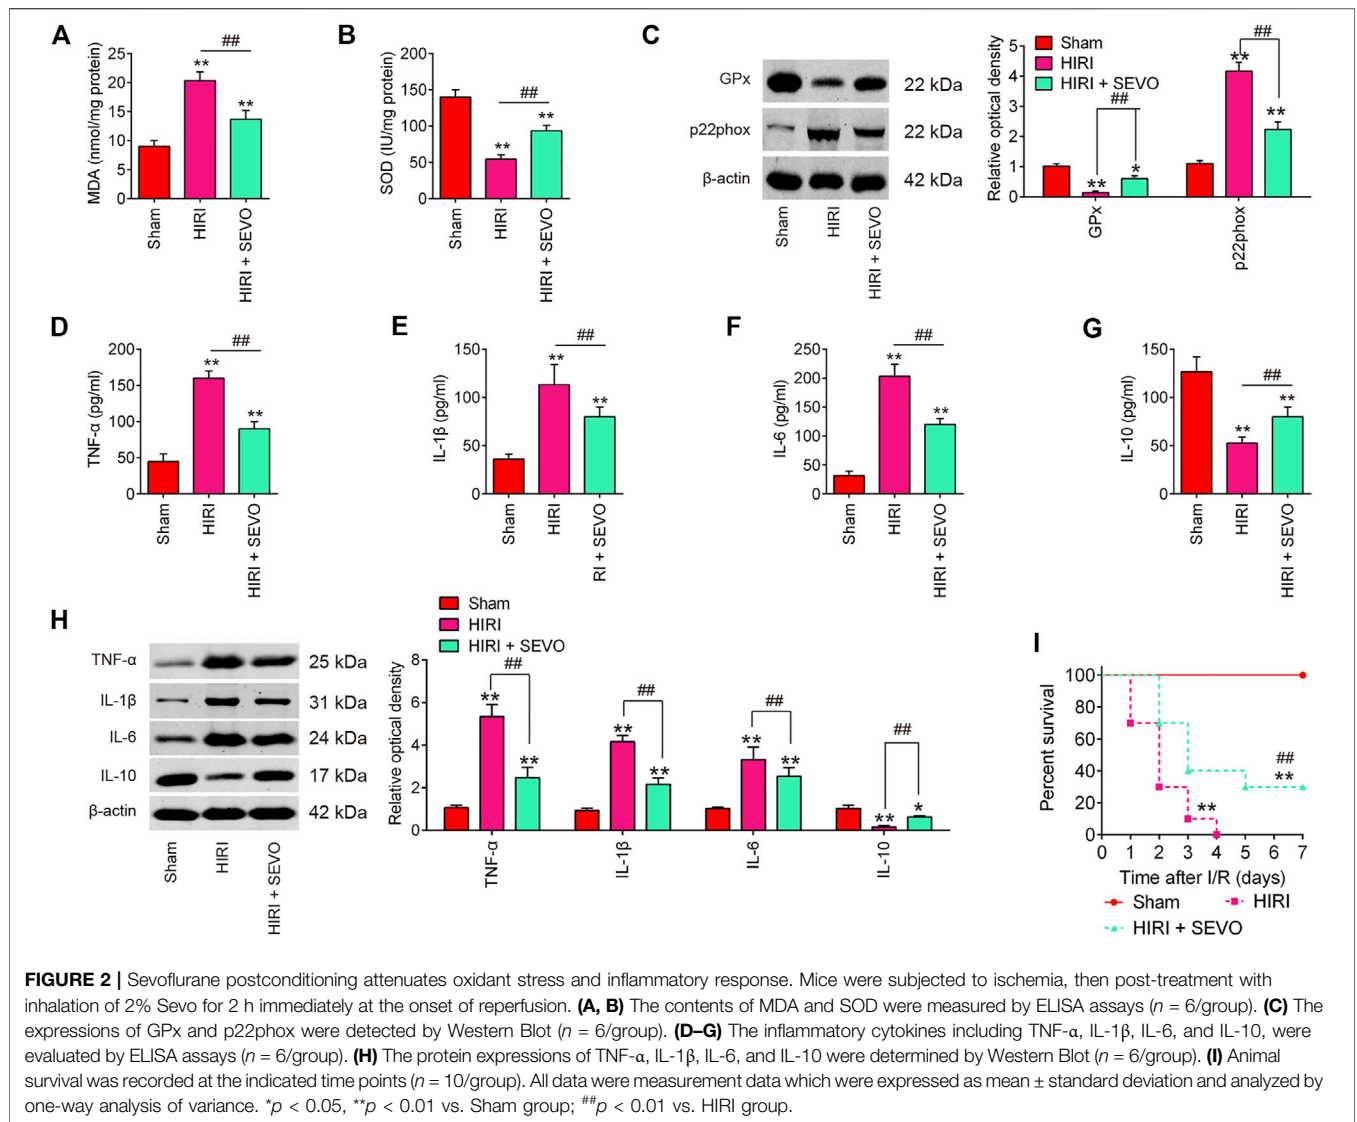 A
MDA (nmol/mg protein)
25
20
15
10
5
0
**
##
**
Sham
HIRI
HIRI + SEVO
B
SOD (IU/mg protein)
200
150
100
50
0
**
##
**
Sham
HIRI
HIRI + SEVO
C
GPx 22 kDa
p22phox 22 kDa
β-actin 42 kDa
Sham
HIRI
HIRI + SEVO
Sham
HIRI
HIRI + SEVO
Relative optical density
5
4
3
2
1
0
**
##
*
**
##
**
GPx
p22phox
D
TNF-α (pg/ml)
200
150
100
50
0
**
##
**
Sham
HIRI
HIRI + SEVO
E
IL-1β (pg/ml)
150
100
50
0
**
##
**
Sham
HIRI
RI + SEVO
F
IL-6 (pg/ml)
250
200
150
100
50
0
**
##
**
Sham
HIRI
HIRI + SEVO
G
IL-10 (pg/ml)
150
100
50
0
**
##
**
Sham
HIRI
HIRI + SEVO
H
TNF-α 25 kDa
IL-1β 31 kDa
IL-6 24 kDa
IL-10 17 kDa
β-actin 42 kDa
Sham
HIRI
HIRI + SEVO
Sham
HIRI
HIRI + SEVO
Relative optical density
8
6
4
2
0
**
##
**
**
##
**
**
##
**
**
##
*
TNF-α
IL-1β
IL-6
IL-10
I
Percent survival
100
80
60
40
20
0
##
**
**
0 1 2 3 4 5 6 7
Time after I/R (days)
Sham HIRI
HIRI + SEVO
FIGURE 2 | Sevoflurane postconditioning attenuates oxidant stress and inflammatory response. Mice were subjected to ischemia, then post-treatment with
inhalation of 2% Sevo for 2 h immediately at the onset of reperfusion. (A, B) The contents of MDA and SOD were measured by ELISA assays (n = 6/group). (C) The
expressions of GPx and p22phox were detected by Western Blot (n = 6/group). (D–G) The inflammatory cytokines including TNF-α, IL-1β, IL-6, and IL-10, were
evaluated by ELISA assays (n = 6/group). (H) The protein expressions of TNF-α, IL-1β, IL-6, and IL-10 were determined by Western Blot (n = 6/group). (I) Animal
survival was recorded at the indicated time points (n = 10/group). All data were measurement data which were expressed as mean ± standard deviation and analyzed by
one-way analysis of variance. *p < 0.05, **p < 0.01 vs. Sham group; ##p < 0.01 vs. HIRI group.